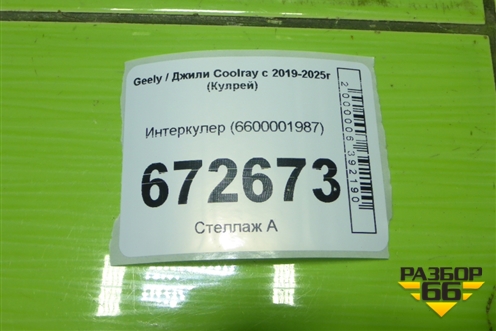 Geely / Джили Coolray с 2019-2025г
(Кулрей)
Интеркулер (6600001987)
672673
Стеллаж А
2000006392190
РАЗБОР
66